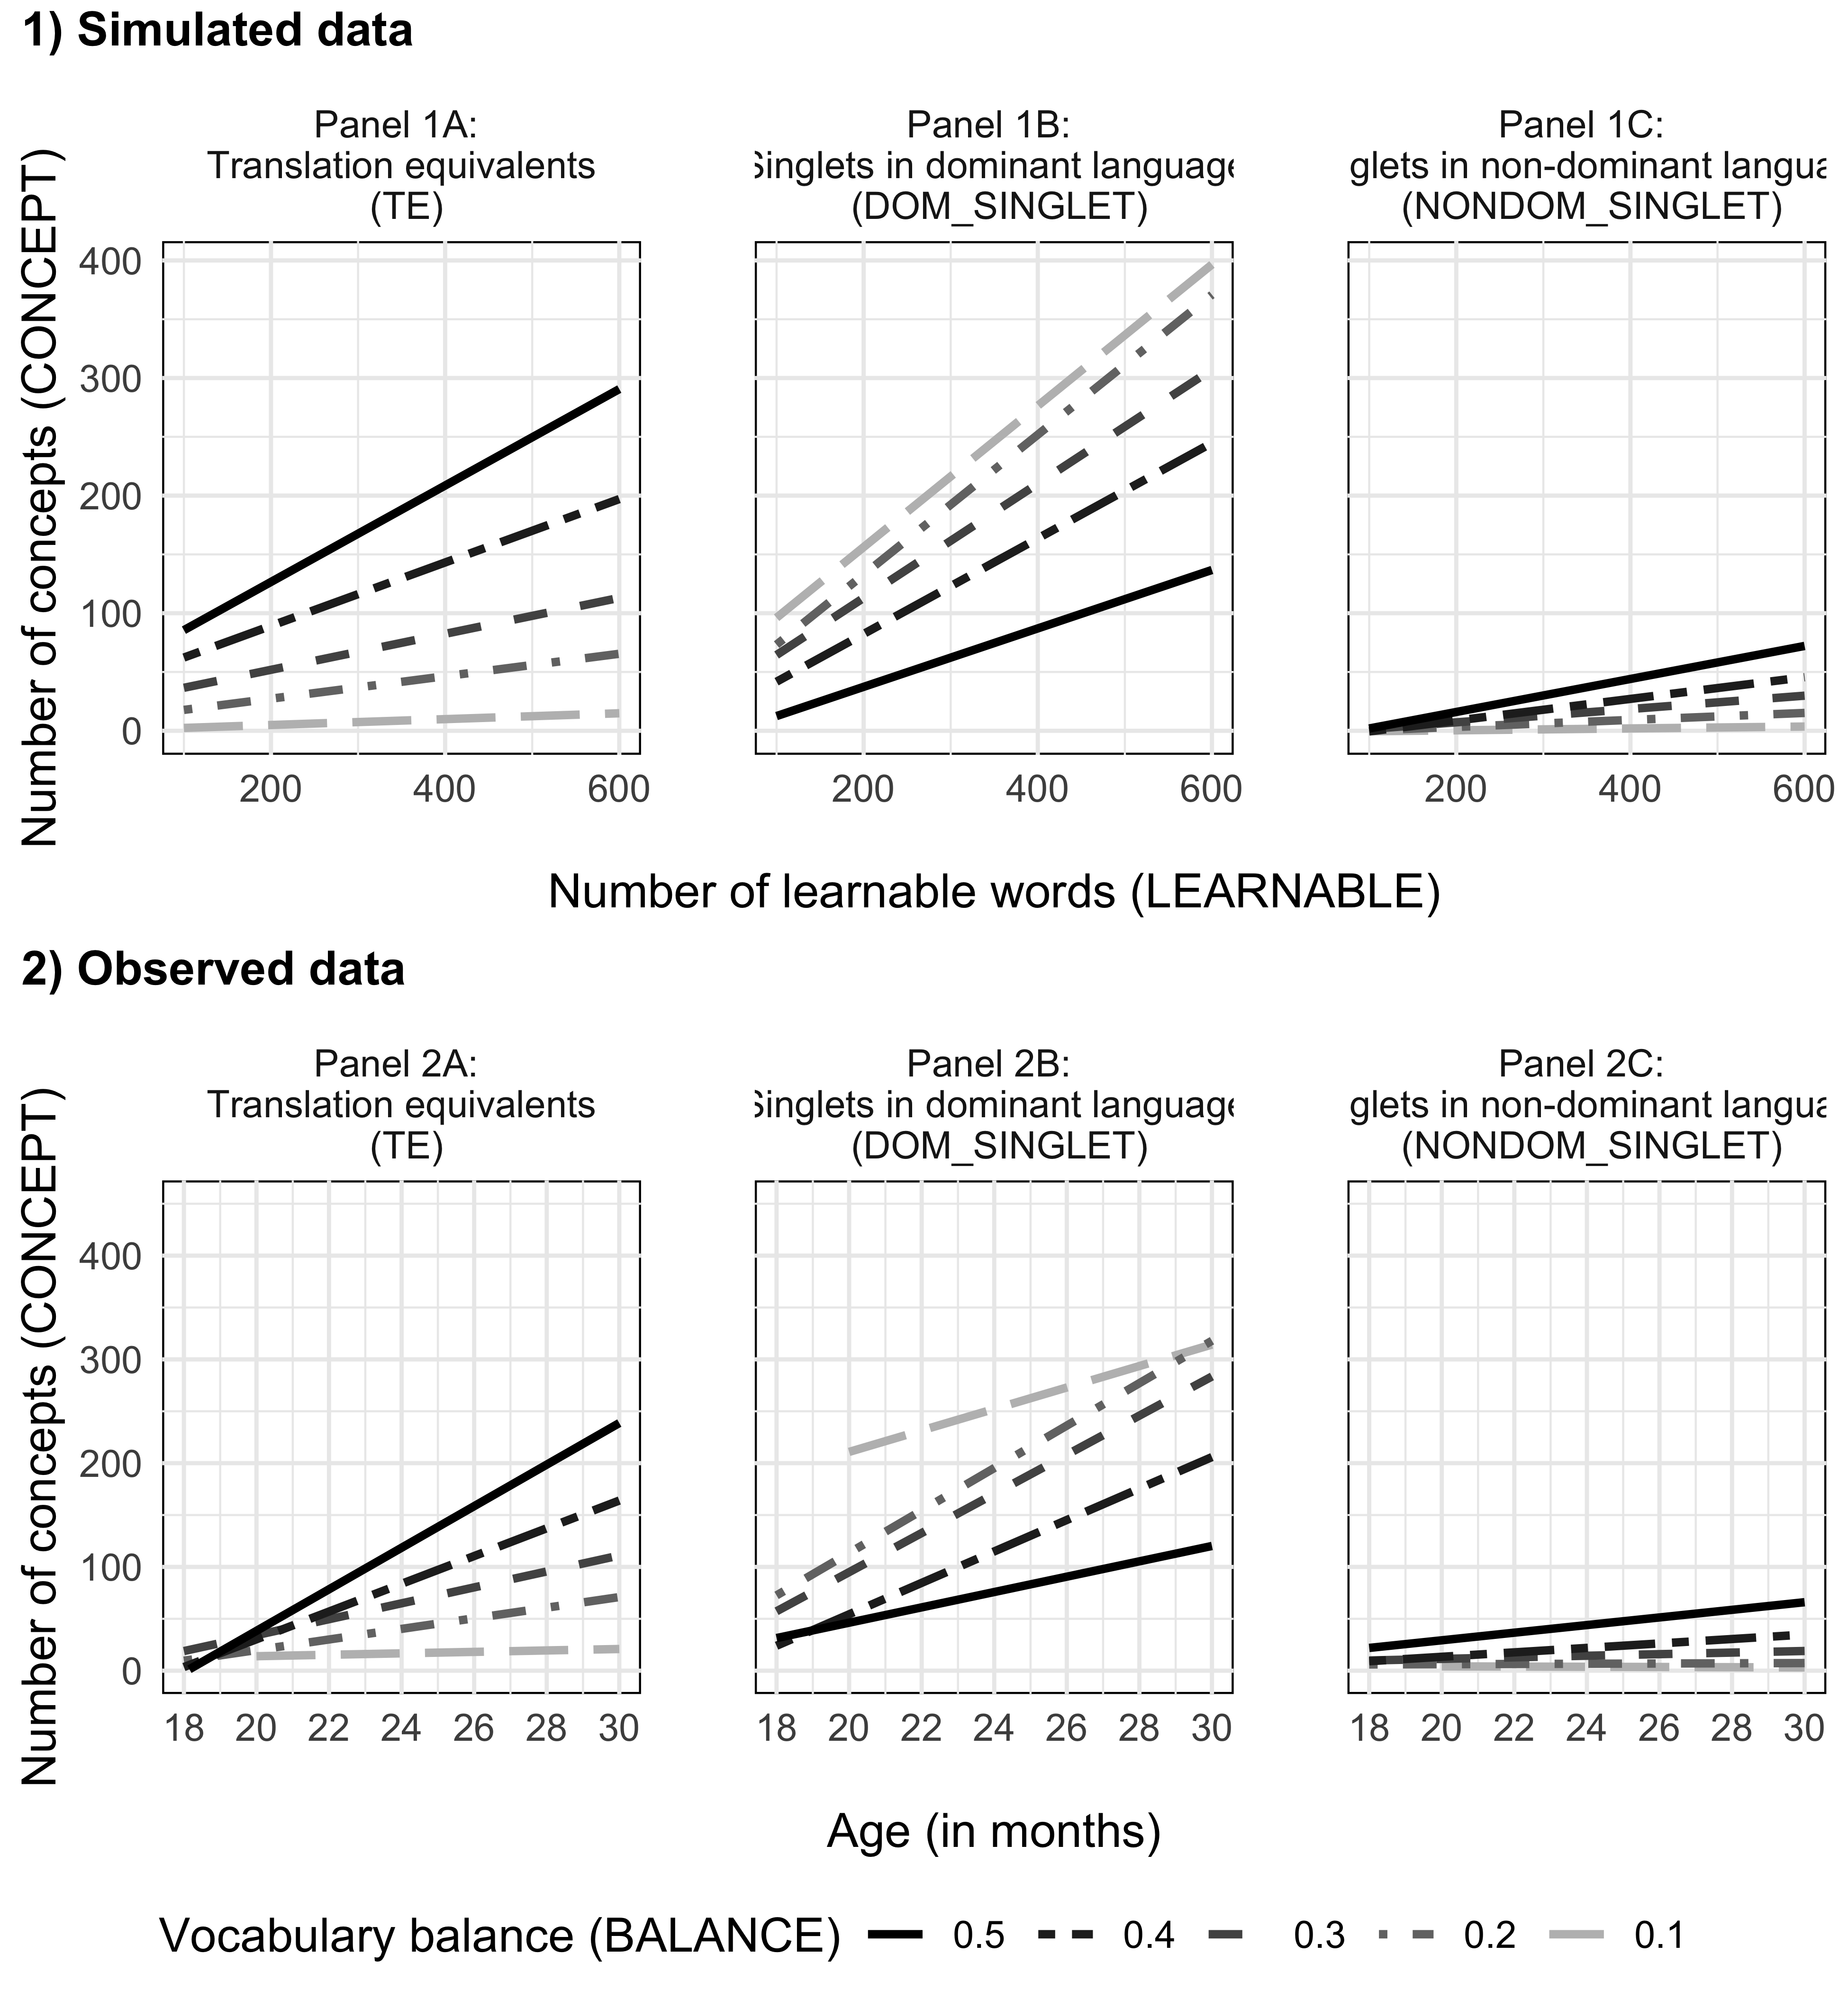 1) Simulated data
Panel 1A:
Translation equivalents
(TE)
Panel 1B:
Singlets in dominant language
(DOM_SINGLET)
Panel 1C:
glets in non-dominant langua
(NONDOM_SINGLET)
Number of concepts (CONCEPT)
400
300
200
100
0
200 400 600
200 400 600
200 400 600
Number of learnable words (LEARNABLE)
2) Observed data
Panel 2A:
Translation equivalents
(TE)
Panel 2B:
Singlets in dominant language
(DOM_SINGLET)
Panel 2C:
glets in non-dominant langua
(NONDOM_SINGLET)
Number of concepts (CONCEPT)
400
300
200
100
0
18 20 22 24 26 28 30
18 20 22 24 26 28 30
18 20 22 24 26 28 30
Age (in months)
Vocabulary balance (BALANCE) 0.5 0.4 0.3 0.2 0.1